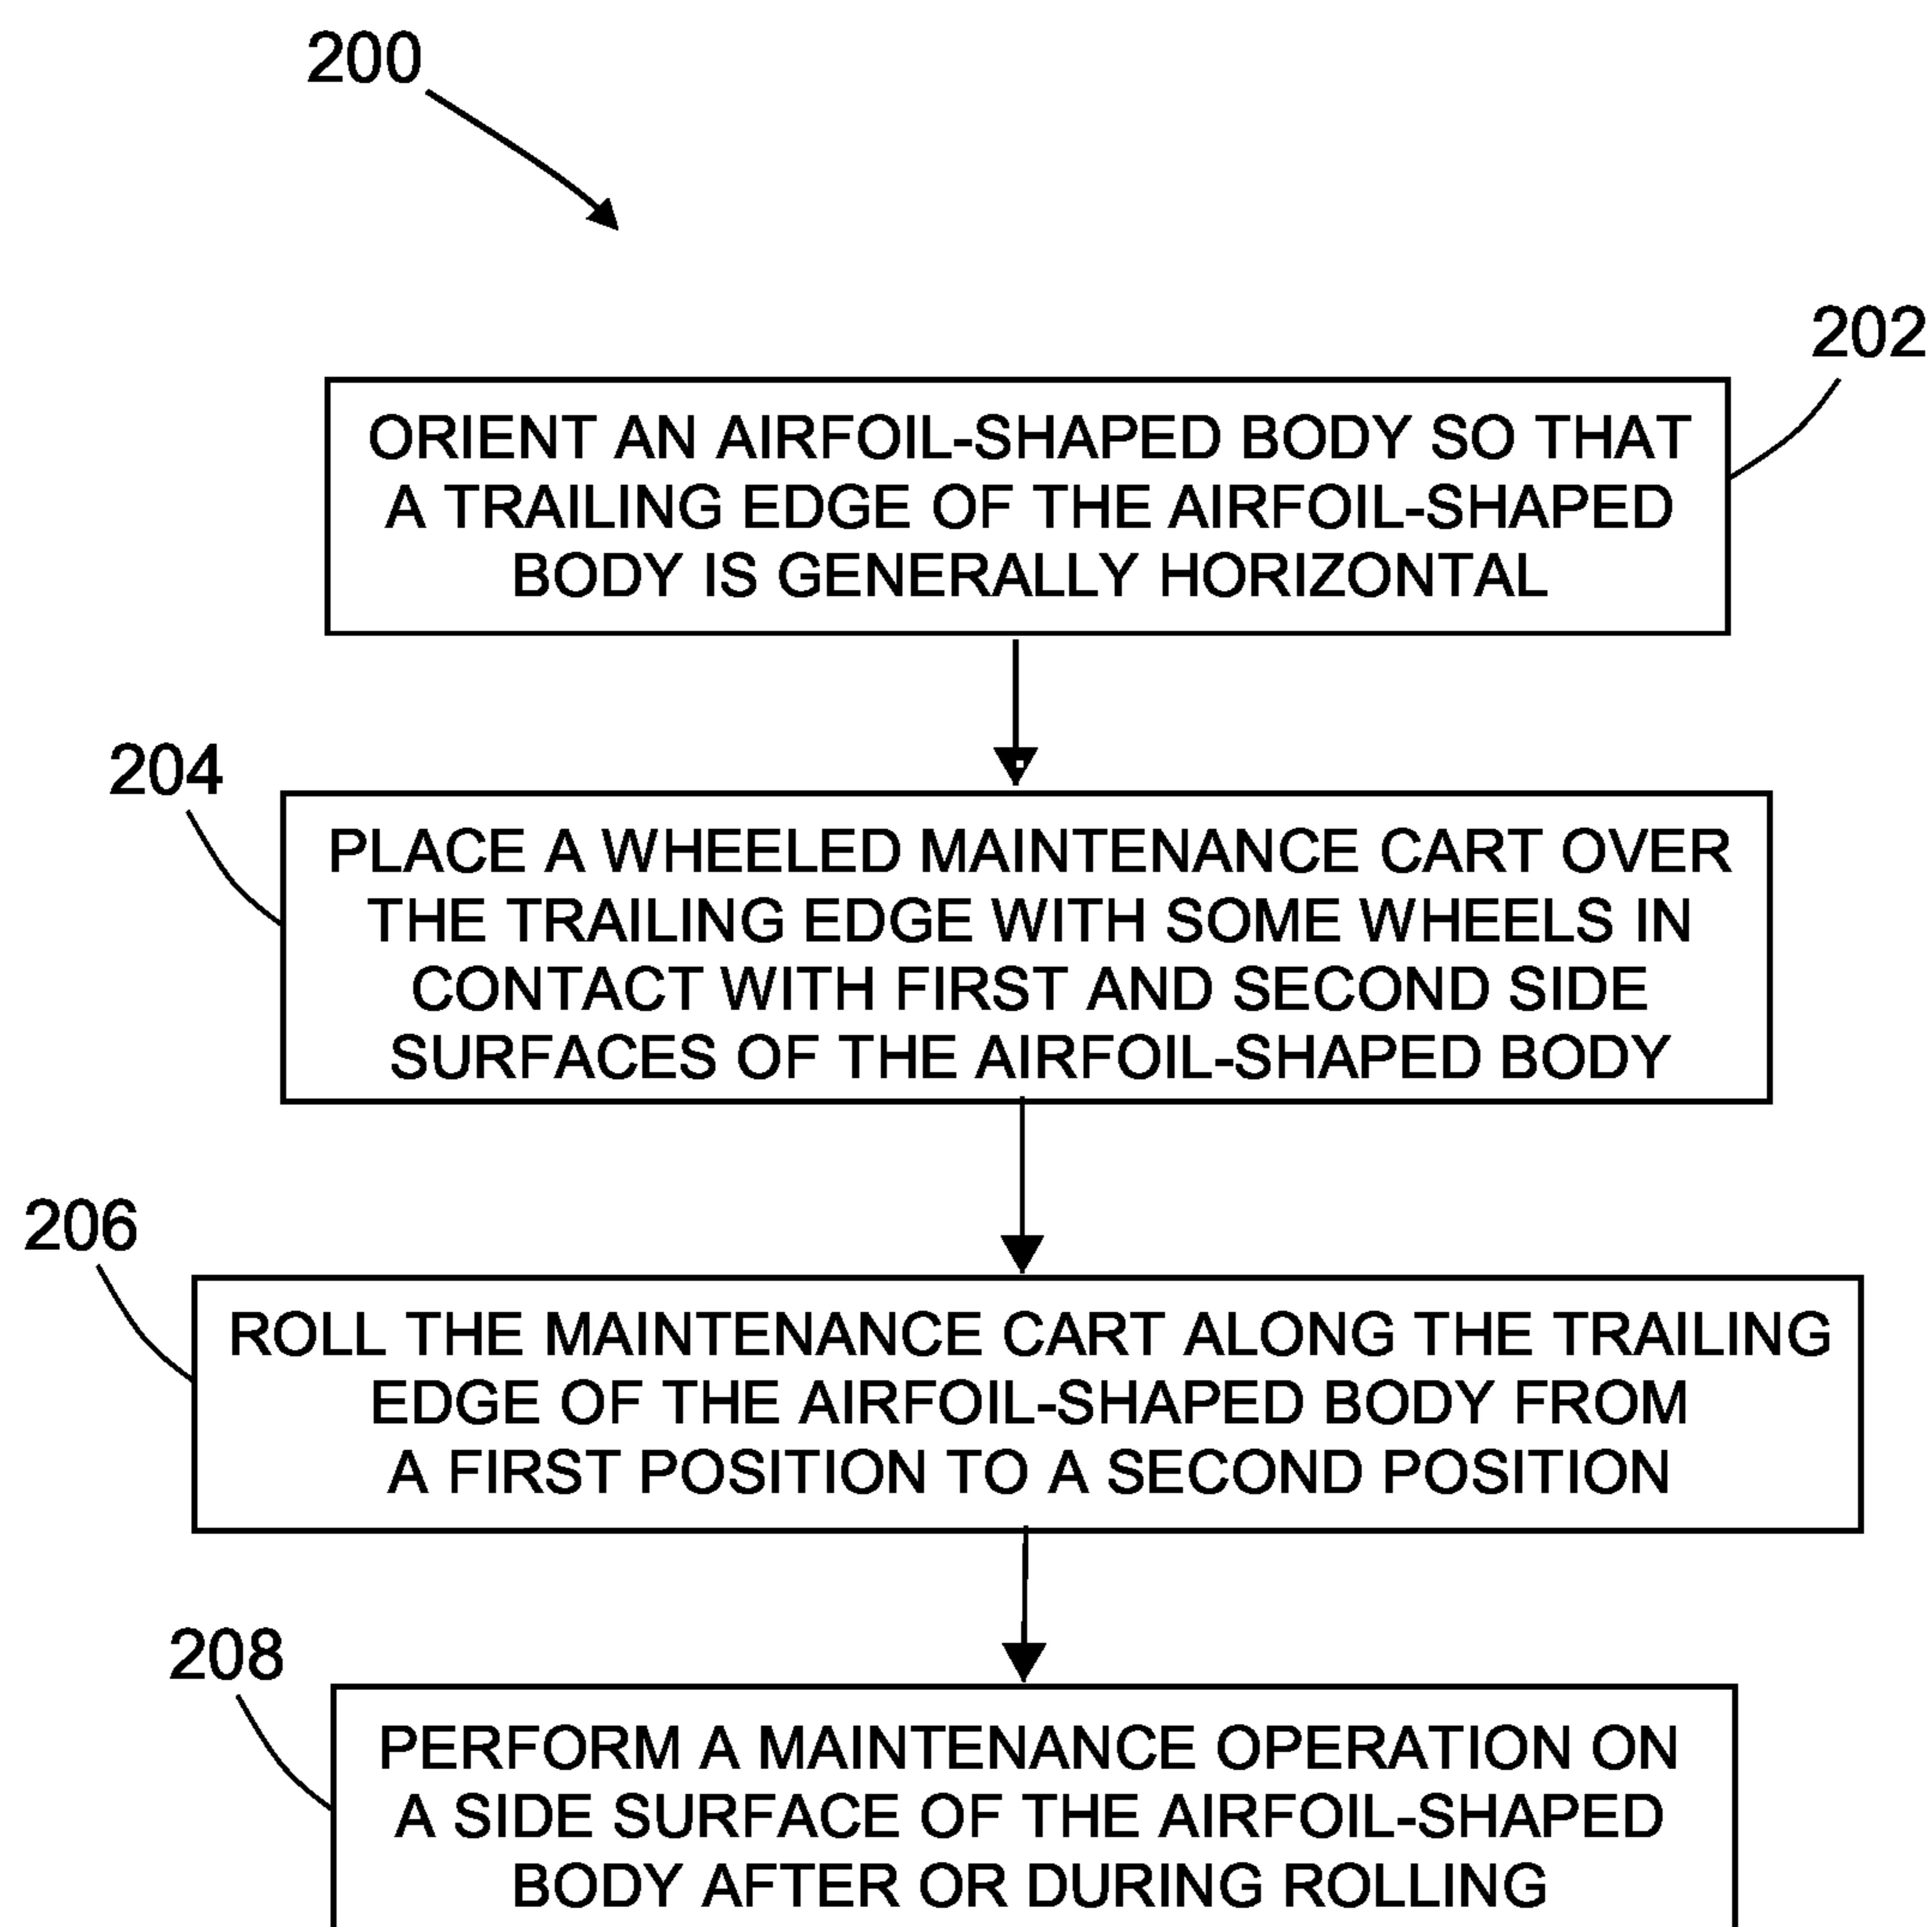 200
202
ORIENT AN AIRFOIL-SHAPED BODY SO THAT
A TRAILING EDGE OF THE AIRFOIL-SHAPED
BODY IS GENERALLY HORIZONTAL
204
PLACE A WHEELED MAINTENANCE CART OVER
THE TRAILING EDGE WITH SOME WHEELS IN
CONTACT WITH FIRST AND SECOND SIDE
SURFACES OF THE AIRFOIL-SHAPED BODY
206
ROLL THE MAINTENANCE CART ALONG THE TRAILING
EDGE OF THE AIRFOIL-SHAPED BODY FROM
A FIRST POSITION TO A SECOND POSITION
208
PERFORM A MAINTENANCE OPERATION ON
A SIDE SURFACE OF THE AIRFOIL-SHAPED
BODY AFTER OR DURING ROLLING